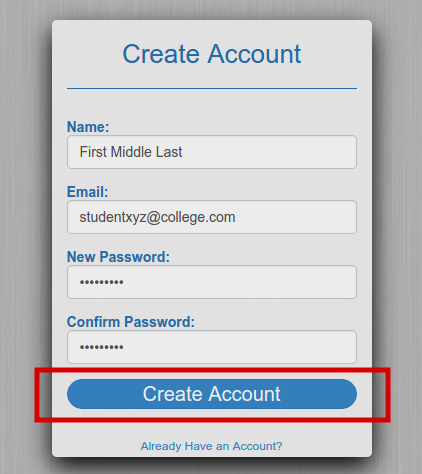 Create Account
Name:
First Middle Last
Email:
studentxyz@college.com
New Password:
•••••••••
Confirm Password:
•••••••••
Create Account
Already Have an Account?